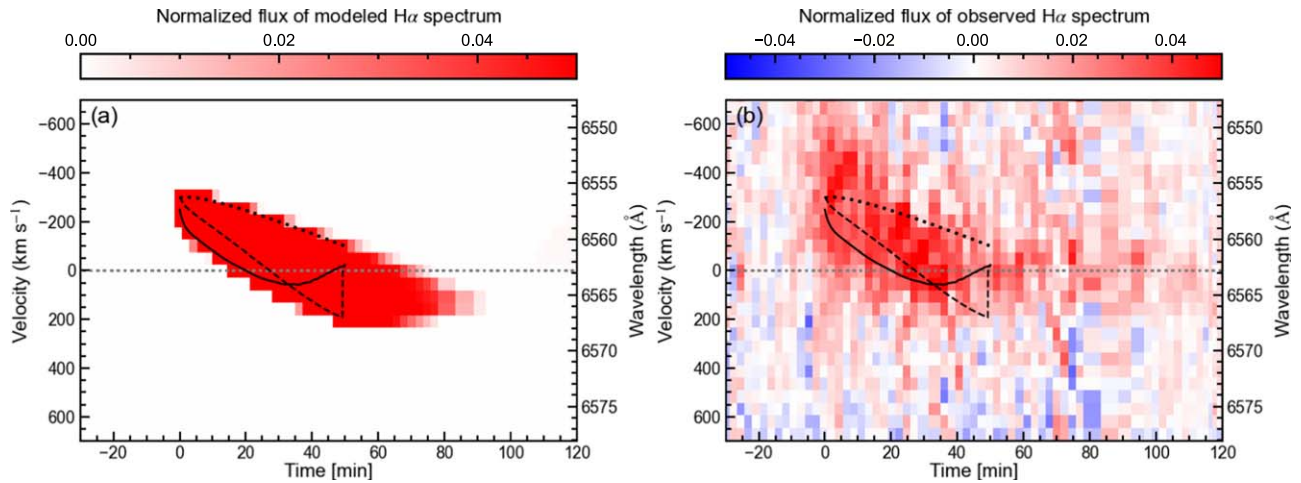 Normalized flux of modeled Hα spectrum
0.00 0.02 0.04
(a)
−600
−400
−200
0
200
400
600
Velocity (km s⁻¹)
6550
6555
6560
6565
6570
6575
Wavelength (Å)
−20 0 20 40 60 80 100 120
Time [min]
Normalized flux of observed Hα spectrum
−0.04 −0.02 0.00 0.02 0.04
(b)
−600
−400
−200
0
200
400
600
Velocity (km s⁻¹)
6550
6555
6560
6565
6570
6575
Wavelength (Å)
−20 0 20 40 60 80 100 120
Time [min]